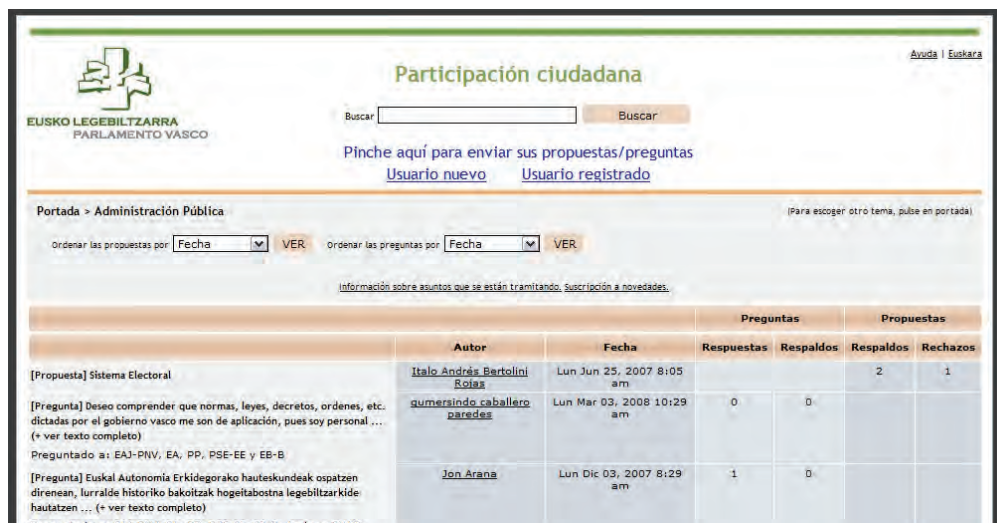 Ayuda | Euskara
Participación ciudadana
Buscar
Buscar
EUSKO LEGEBILTZARRA
PARLAMENTO VASCO
Pinche aquí para enviar sus propuestas/preguntas
Usuario nuevo Usuario registrado
Portada > Administración Pública
(Para escoger otro tema, pulse en portada)
Ordenar las propuestas por Fecha VER Ordenar las preguntas por Fecha VER
Información sobre asuntos que se están tramitando. Suscripción a novedades.
Preguntas Propuestas
Autor Fecha Respuestas Respaldos Respaldos Rechazos
[Propuesta] Sistema Electoral
Italo Andrés Bertolini
Rojas
Lun Jun 25, 2007 8:05
am
2 1
[Pregunta] Deseo comprender que normas, leyes, decretos, ordenes, etc.
dictadas por el gobierno vasco me son de aplicación, pues soy personal ...
(+ ver texto completo)
Preguntado a: EAJ-PNV, EA, PP, PSE-EE y EB-B
gumersindo caballero
paredes
Lun Mar 03, 2008 10:29
am
0 0
[Pregunta] Euskal Autonomia Erkidegorako hauteskundeak ospatzen
direnean, lurralde historiko bakoitzak hogeitabostna legebiltzarkide
hautatzen ... (+ ver texto completo)
Jon Arana
Lun Dic 03, 2007 8:29
am
1 0